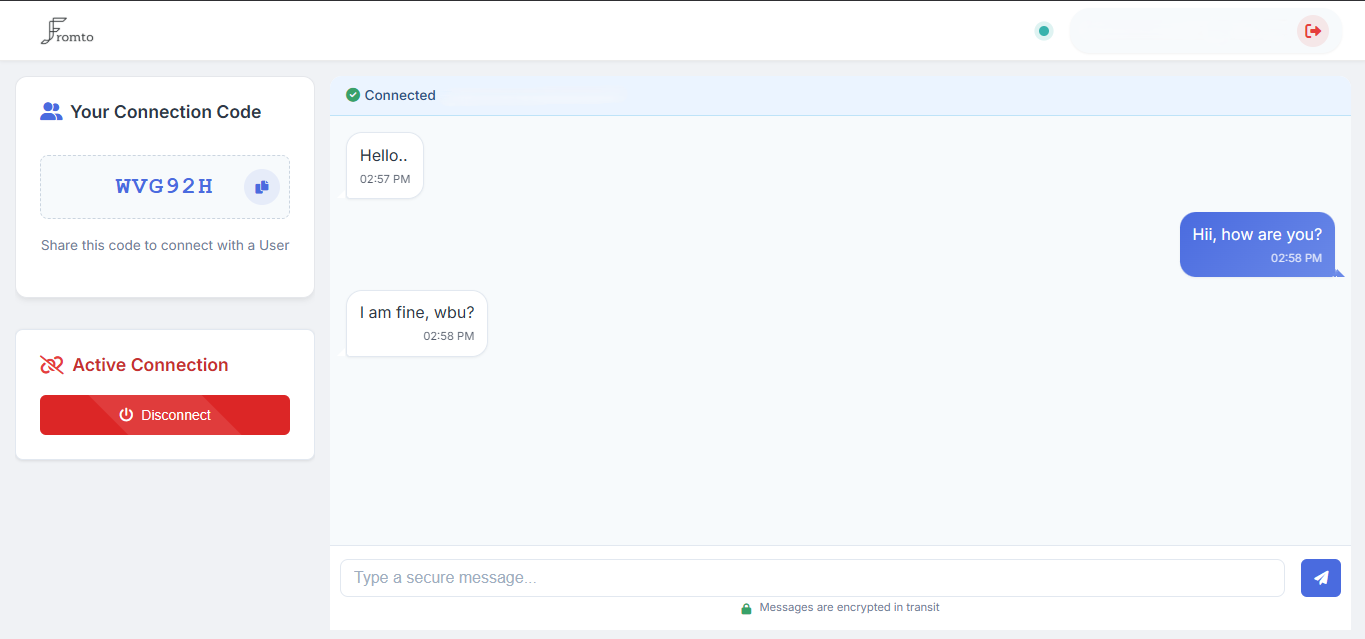 Fromto
Your Connection Code
WVG92H
Share this code to connect with a User
Active Connection
Disconnect
Connected
Hello..
02:57 PM
Hii, how are you?
02:58 PM
I am fine, wbu?
02:58 PM
Type a secure message...
Messages are encrypted in transit